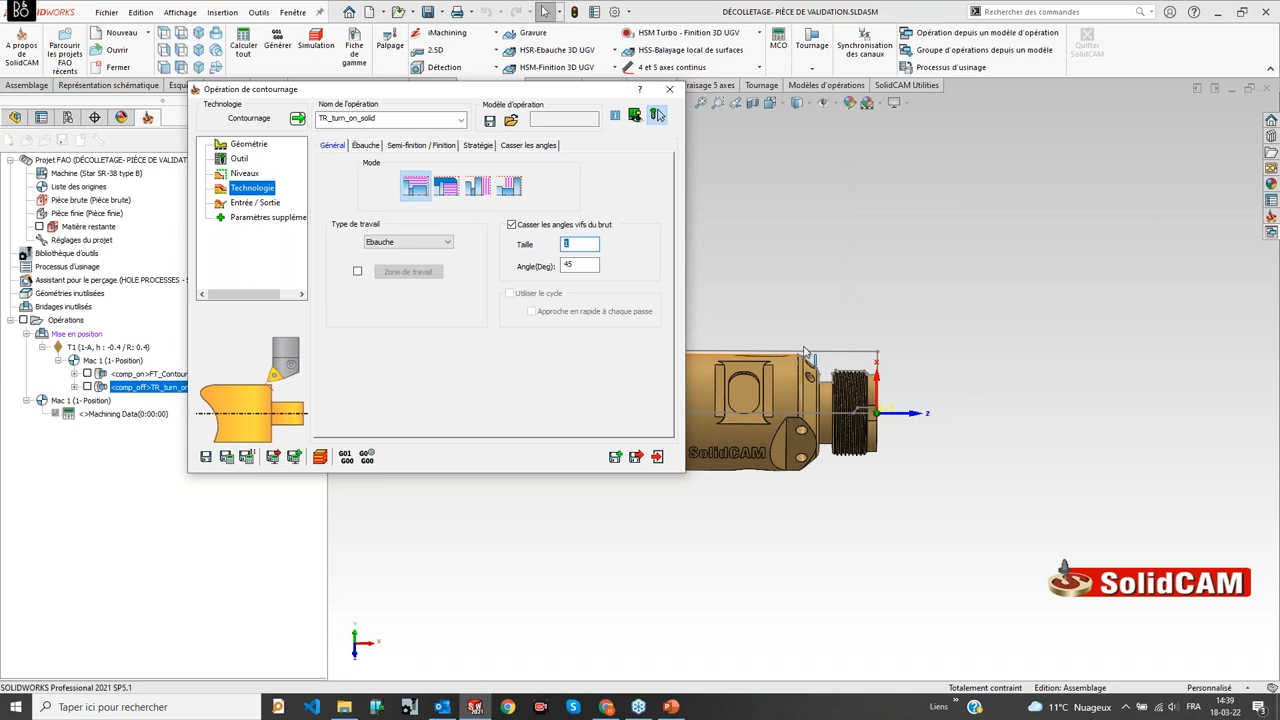 SOLIDWORKS
Fichier
Edition
Affichage
Insertion
Outils
Fenêtre
DÉCOLLETAGE- PIÈCE DE VALIDATION.SLDASM
Rechercher des commandes
A propos de SolidCAM
Parcourir les projets FAO récents
Nouveau
Ouvrir
Fermer
Calculer tout
Générer
Simulation
Fiche de gamme
Palpage
iMachining
2.5D
Détection
Gravure
HSR-Ebauche 3D UGV
HSM-Finition 3D UGV
HSM Turbo - Finition 3D UGV
HSS-Balayage local de surfaces
4 et 5 axes continus
MCO
Tournage
Synchronisation des canaux
Opération depuis un modèle d'opération
Groupe d'opérations depuis un modèle
Processus d'usinage
Quitter SolidCAM
Assemblage
Représentation schématique
Esqu
fraisage 5 axes
Tournage
Modèles d'opérations
SolidCAM Utilities
Projet FAO (DÉCOLLETAGE- PIÈCE DE VALIDAT
Machine (Star SR-38 type B)
Liste des origines
Pièce brute (Pièce brute)
Pièce finie (Pièce finie)
Matière restante
Réglages du projet
Bibliothèque d'outils
Processus d'usinage
Assistant pour le perçage (HOLE PROCESSES - S
Géométries inutilisées
Bridages inutilisés
Opérations
Mise en position
T1 (1-A, h : -0.4 / R: 0.4)
Mac 1 (1- Position)
<comp_on>FT_Contou
<comp_off>TR_turn_on
Mac 1 (1- Position)
<>Machining Data(0:00:00)
Opération de contournage
Technologie
Contournage
Nom de l'opération
TR_turn_on_solid
Modèle d'opération
Géométrie
Outil
Niveaux
Technologie
Entrée / Sortie
Paramètres suppléme
Général
Ébauche
Semi-finition / Finition
Stratégie
Casser les angles
Mode
Type de travail
Ebauche
Zone de travail
Casser les angles vifs du brut
Taille
1
Angle(Deg):
45
Utiliser le cycle
Approche en rapide à chaque passe
G01
G00
SolidCAM
x
z
SolidCAM
Y
X
Z
SOLIDWORKS Professional 2021 SP5.1
Totalement contraint
Edition: Assemblage
Personnalisé
Taper ici pour rechercher
Liens
11°C Nuageux
FRA
14:39
18-03-22